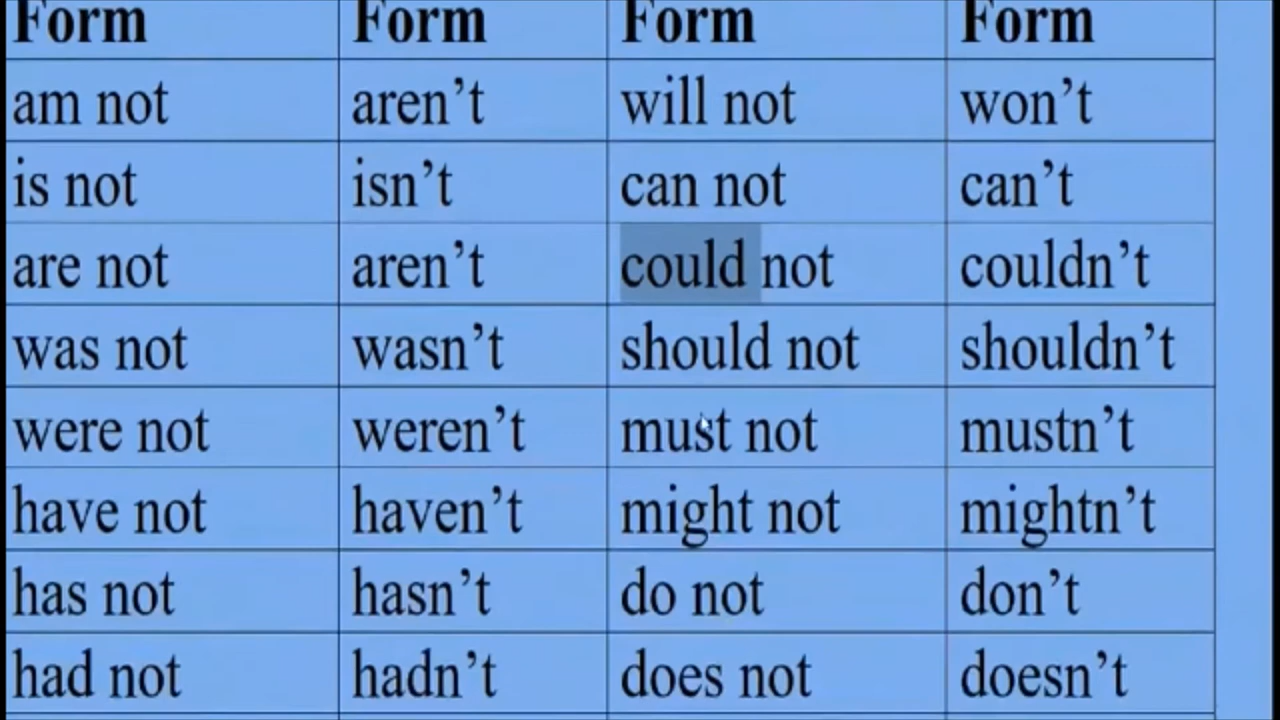 Form Form Form Form
am not aren’t will not won’t
is not isn’t can not can’t
are not aren’t could not couldn’t
was not wasn’t should not shouldn’t
were not weren’t must not mustn’t
have not haven’t might not mightn’t
has not hasn’t do not don’t
had not hadn’t does not doesn’t